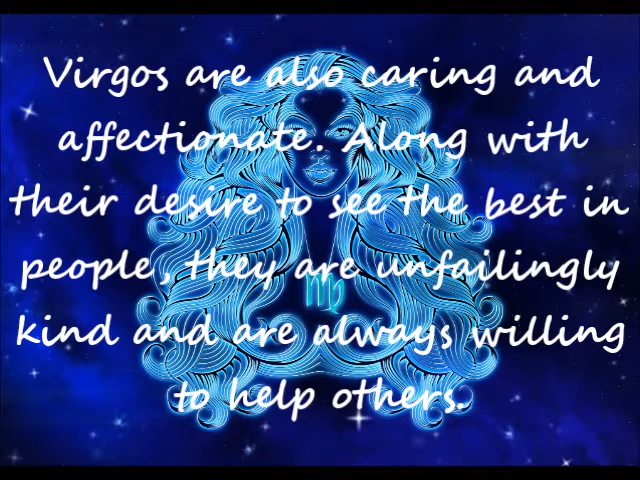 Virgos are also caring and
affectionate. Along with
their desire to see the best in
people, they are unfailingly
kind and are always willing
to help others.